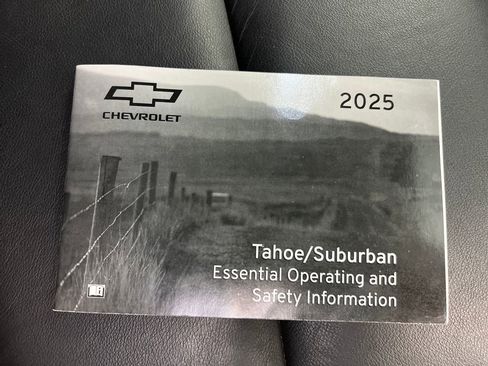 2025
CHEVROLET
Tahoe/Suburban
Essential Operating and
Safety Information